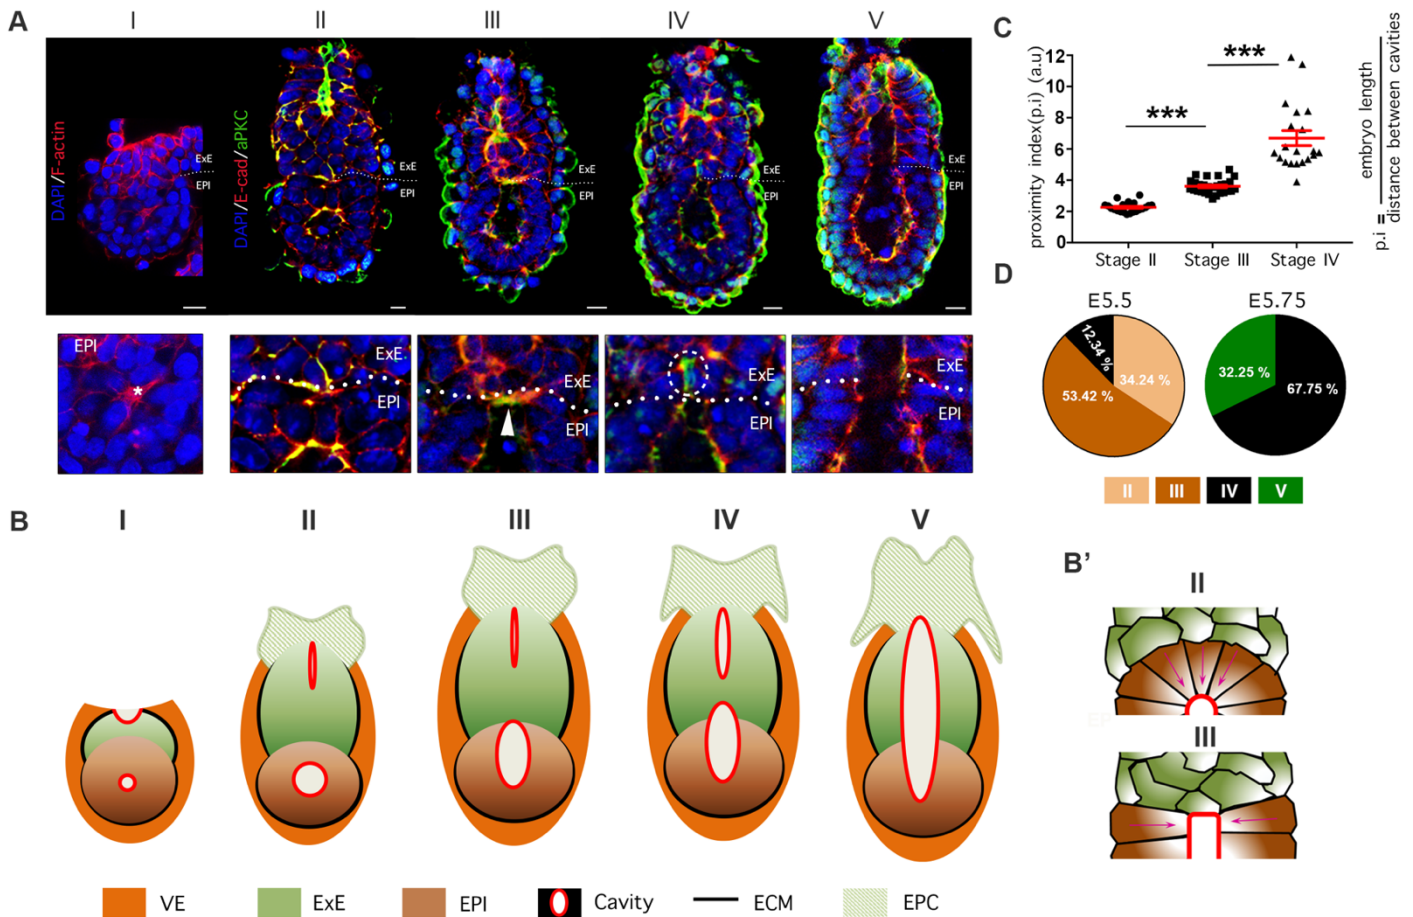 A
I
II
III
IV
V
DAPI/F-actin
DAPI/E-cad/aPKC
ExE
EPI
ExE
EPI
ExE
EPI
ExE
EPI
ExE
EPI
EPI
*
ExE
EPI
ExE
EPI
ExE
EPI
ExE
EPI
C
proximity index(p.i) (a.u)
12
10
8
6
4
2
0
***
***
Stage II
Stage III
Stage IV
p.i = embryo length
distance between cavities
D
E5.5
E5.75
12.34 %
34.24 %
53.42 %
32.25 %
67.75 %
II
III
IV
V
B
I
II
III
IV
V
B’
II
III
VE
ExE
EPI
Cavity
ECM
EPC